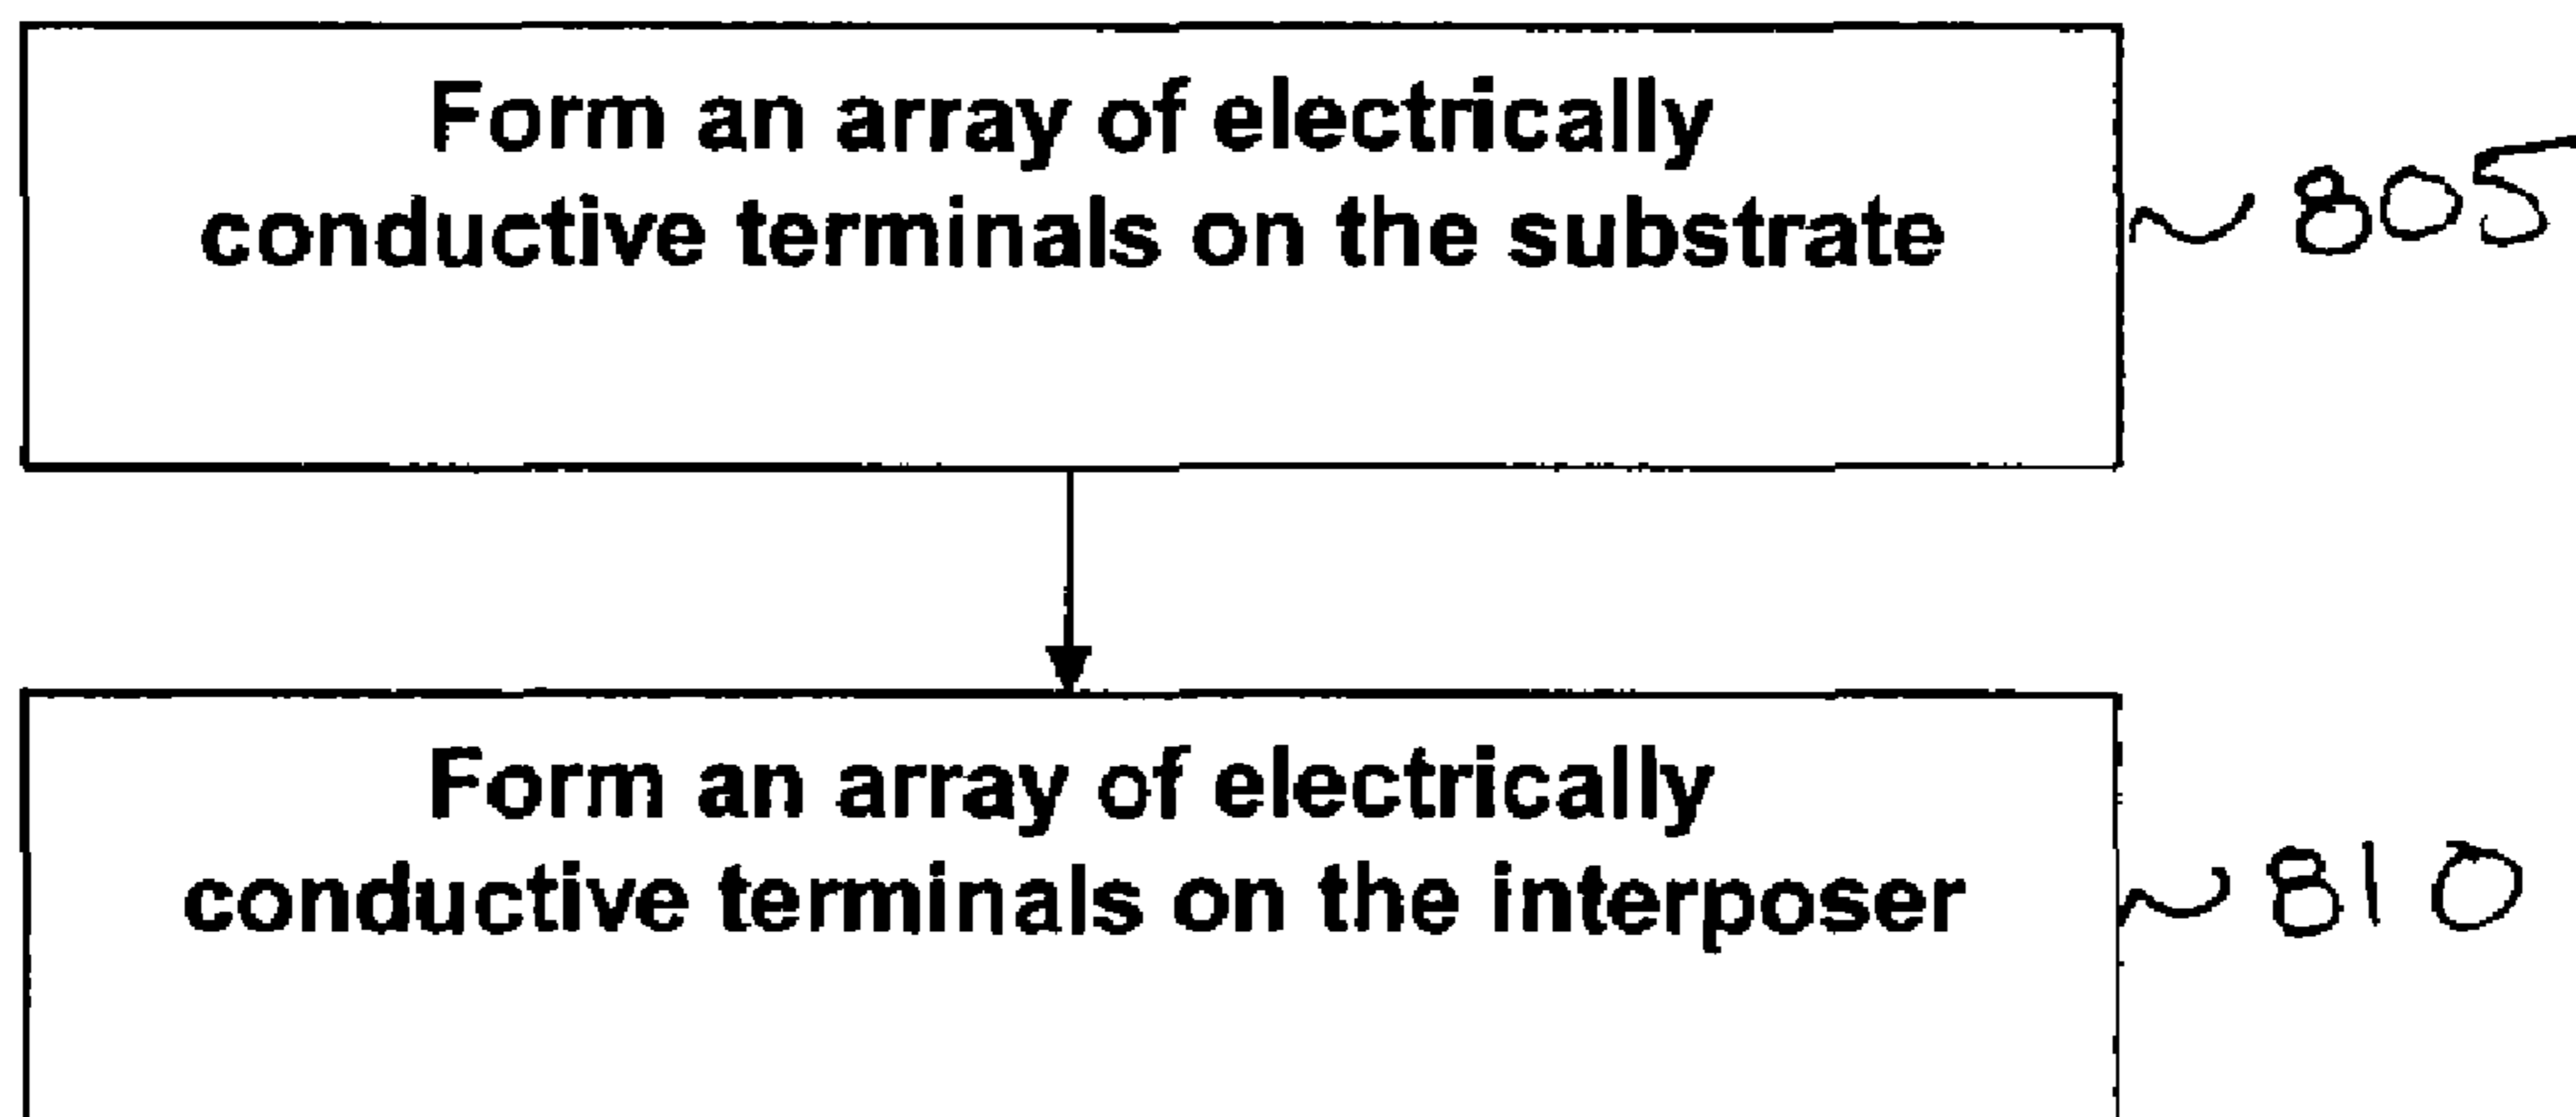 Form an array of electrically
conductive terminals on the substrate
~ 805
Form an array of electrically
conductive terminals on the interposer
~ 810